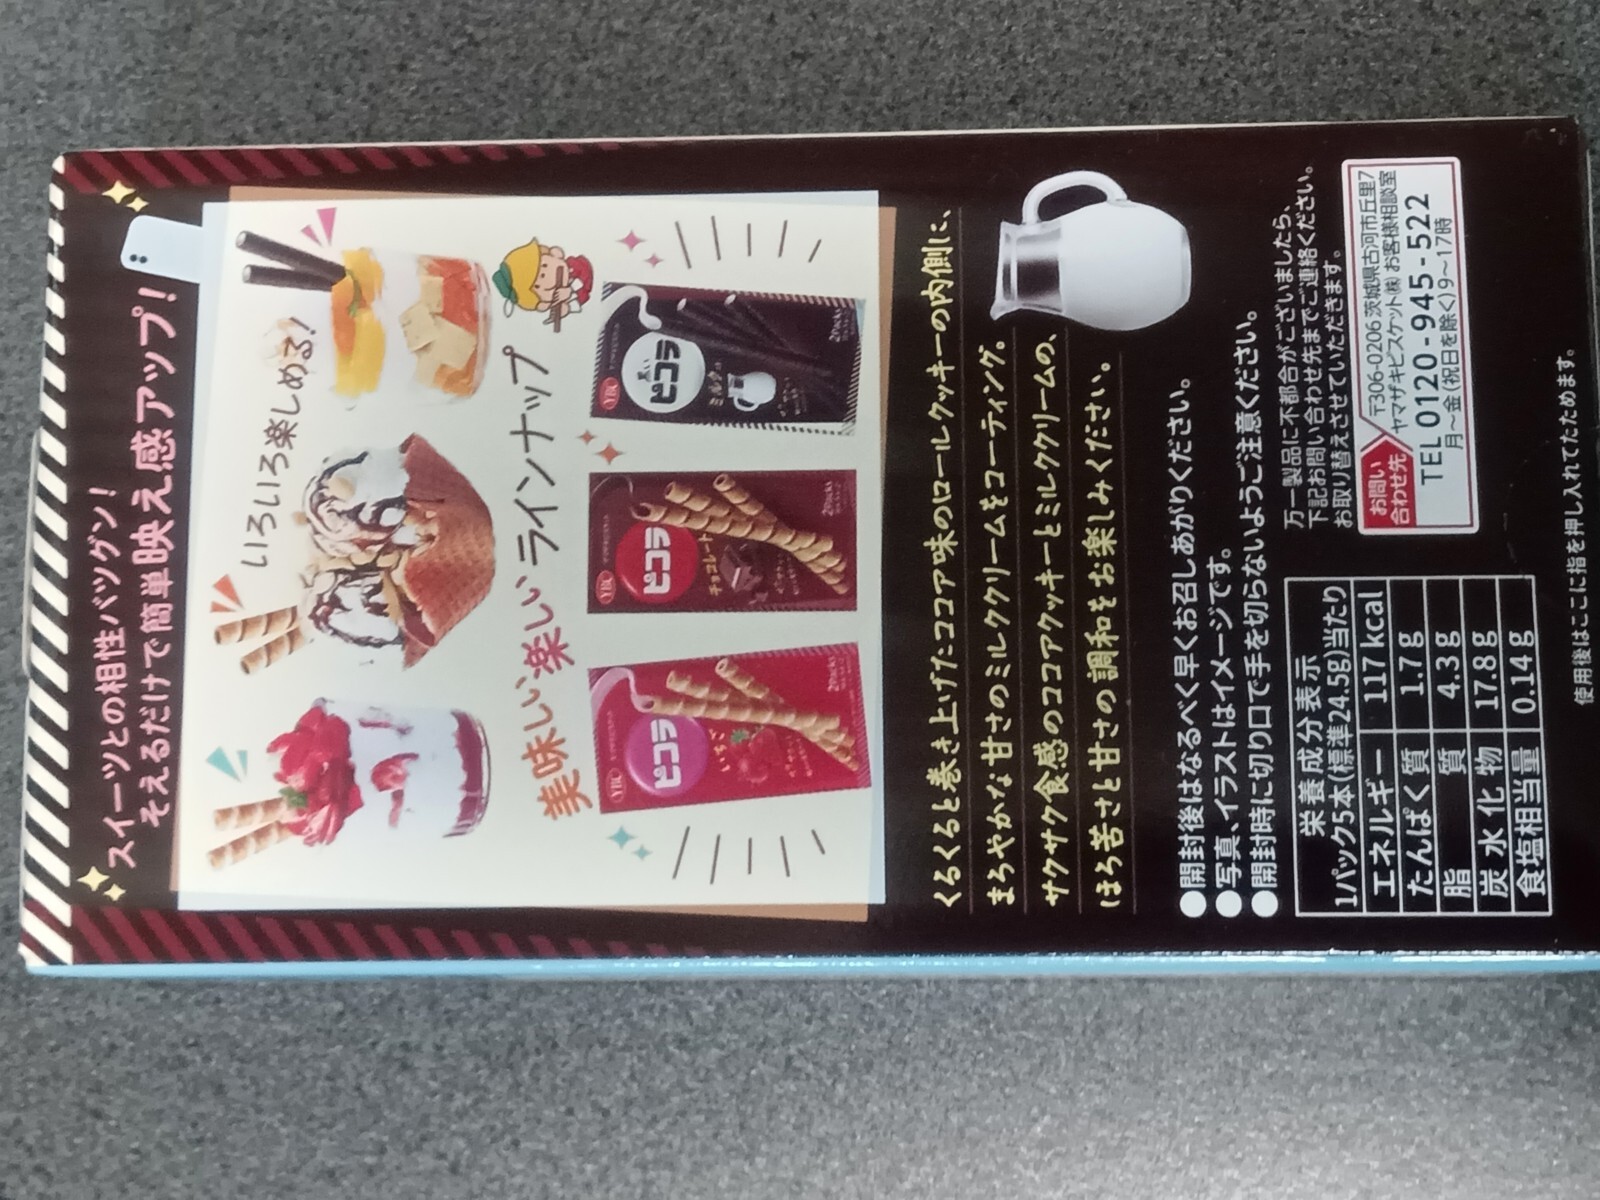 スイーツとの相性バツグン!
そえるだけで簡単映え感アップ!
いろいろ楽しめる!
美味しい楽しいラインナップ
YBC
ピコラ
いちご
2Packs
YBC
ピコラ
チョコレート
2Packs
YBC
黒い
ピコラ
ミルク
2Packs
くるくると巻き上げたココア味のロールクッキーの内側に、
まろやかな甘さのミルククリームをコーティング。
サクサク食感のココアクッキーとミルククリームの、
ほろ苦さと甘さの調和をお楽しみください。
●開封後はなるべく早くお召しあがりください。
●写真、イラストはイメージです。
●開封時に切り口で手を切らないようご注意ください。
栄養成分表示
1パック5本(標準24.5g)当たり
エネルギー 117kcal
たんぱく質 1.7g
脂質 4.3g
炭水化物 17.8g
食塩相当量 0.14g
万一製品に不都合がございましたら、
下記お問い合わせ先までご連絡ください。
お取り替えさせていただきます。
お問い
合わせ先
〒306-0206 茨城県古河市丘里7
ヤマザキビスケット(株) お客様相談室
TEL 0120-945-522
月～金(祝日を除く)9～17時
使用後はここに指を押し入れてたためます。